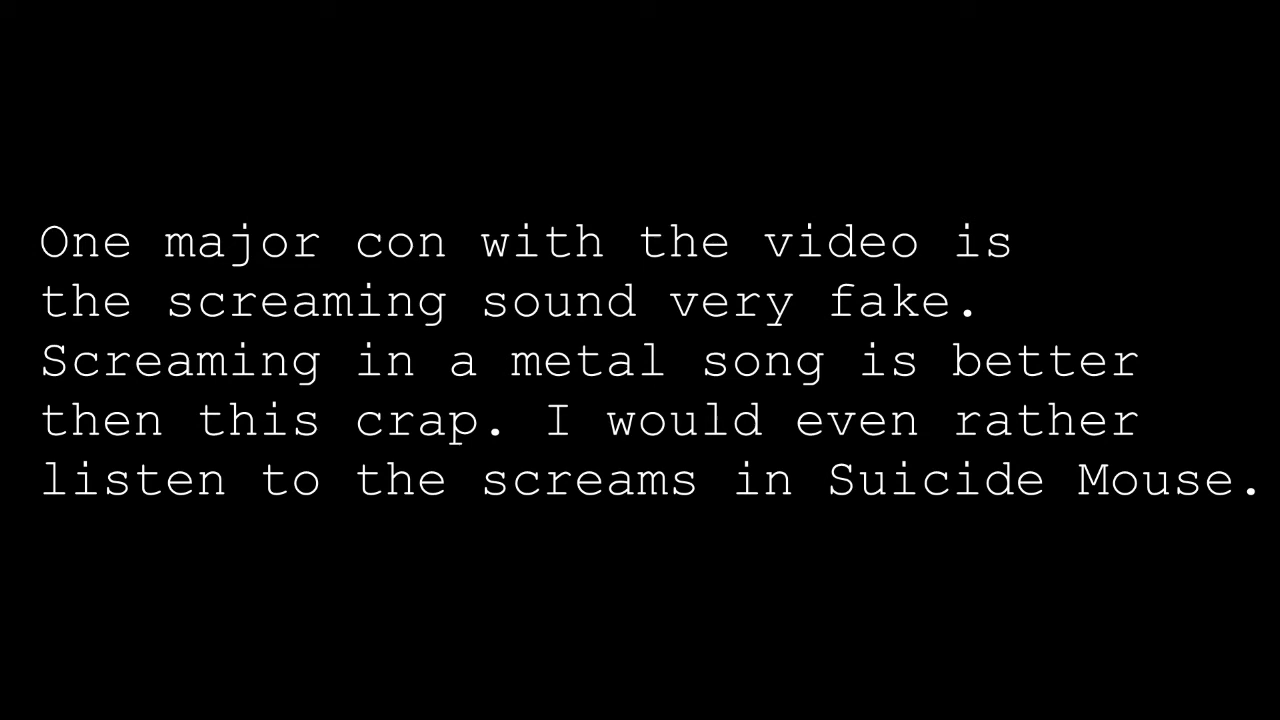 One major con with the video is
the screaming sound very fake.
Screaming in a metal song is better
then this crap. I would even rather
listen to the screams in Suicide Mouse.